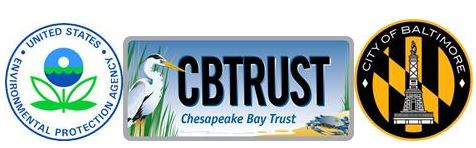 UNITED STATES
ENVIRONMENTAL PROTECTION AGENCY
CBTRUST
Chesapeake Bay Trust
CITY OF BALTIMORE